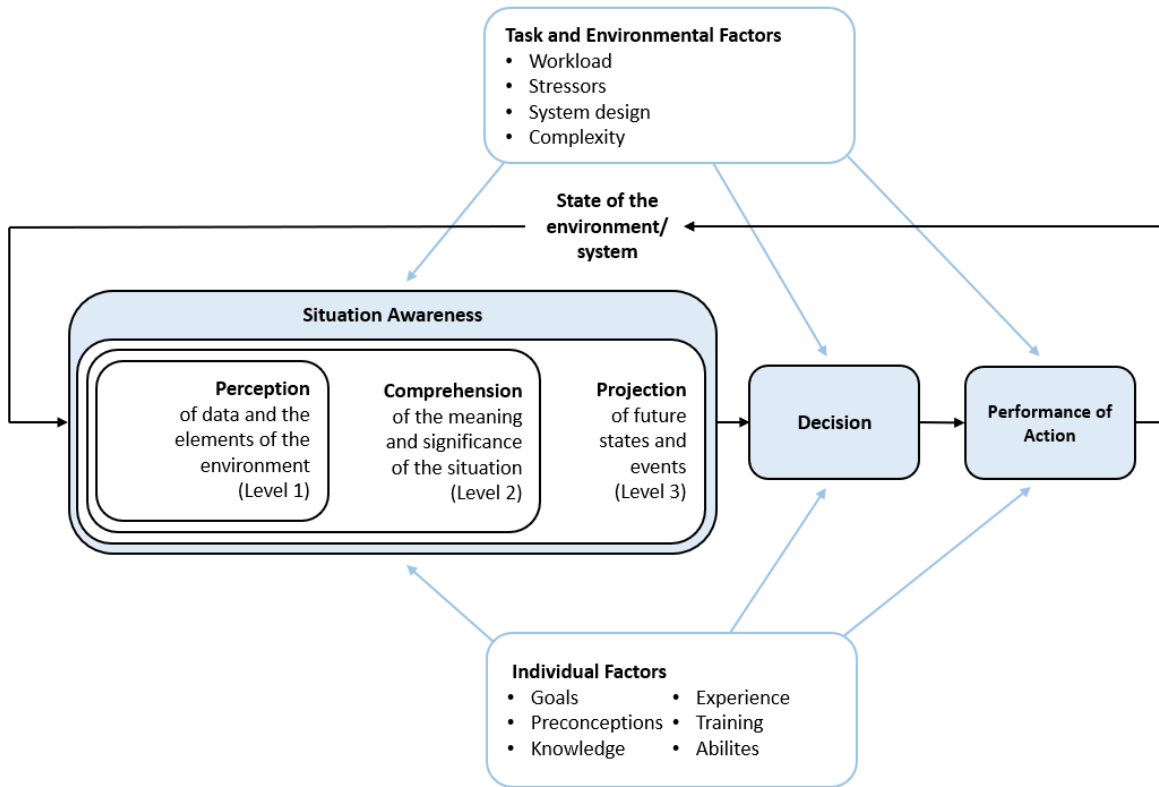 Task and Environmental Factors
• Workload
• Stressors
• System design
• Complexity
State of the
environment/
system
Situation Awareness
Perception
of data and the
elements of the
environment
(Level 1)
Comprehension
of the meaning
and significance
of the situation
(Level 2)
Projection
of future
states and
events
(Level 3)
Decision
Performance of
Action
Individual Factors
• Goals
• Preconceptions
• Knowledge
• Experience
• Training
• Abilites